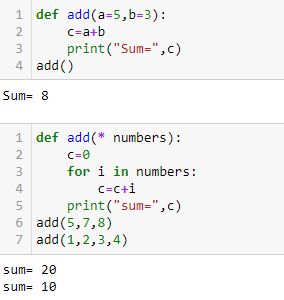 1 def add(a=5,b=3):
2     c=a+b
3     print("Sum=",c)
4 add()
Sum= 8
1 def add(* numbers):
2     c=0
3     for i in numbers:
4         c=c+i
5     print("sum=",c)
6 add(5,7,8)
7 add(1,2,3,4)
sum= 20
sum= 10